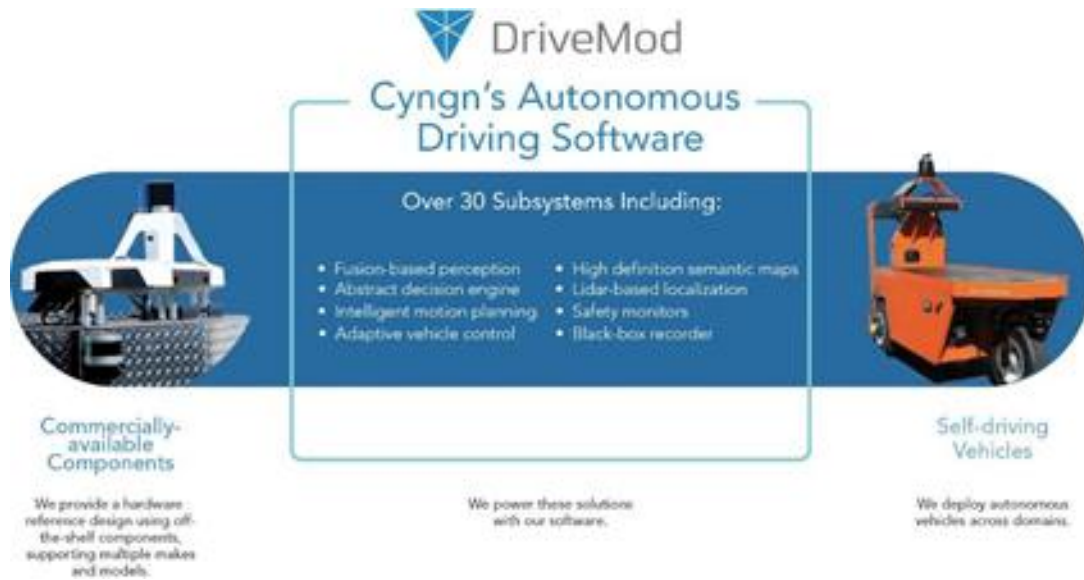 DriveMod
Cyngn's Autonomous
Driving Software
Over 30 Subsystems Including:
• Fusion-based perception
• Abstract decision engine
• Intelligent motion planning
• Adaptive vehicle control
• High definition semantic maps
• Lidar-based localization
• Safety monitors
• Black-box recorder
Commercially-
available
Components
We provide a hardware
reference design using off-
the-shelf components,
supporting multiple makes
and models.
We power these solutions
with our software.
Self-driving
Vehicles
We deploy autonomous
vehicles across domains.